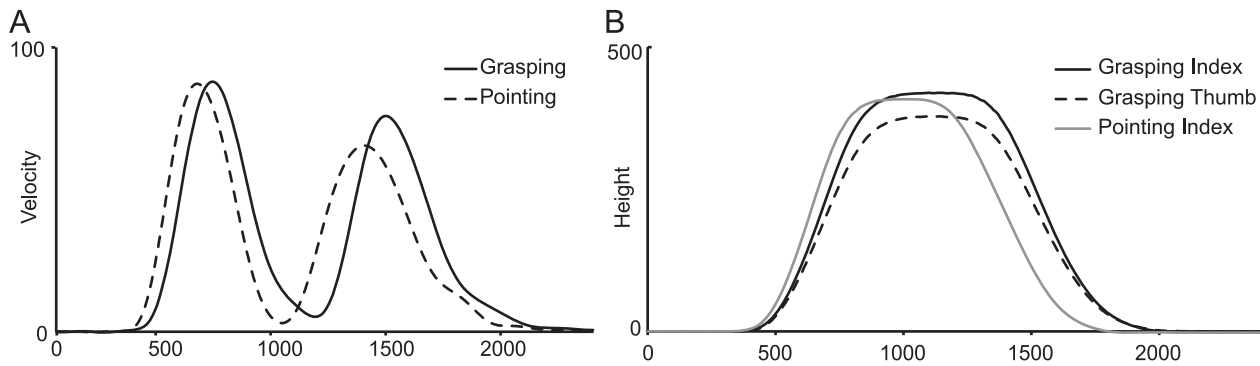 A
100
Velocity
0
Grasping
Pointing
0 500 1000 1500 2000
B
500
Height
0
Grasping Index
Grasping Thumb
Pointing Index
0 500 1000 1500 2000